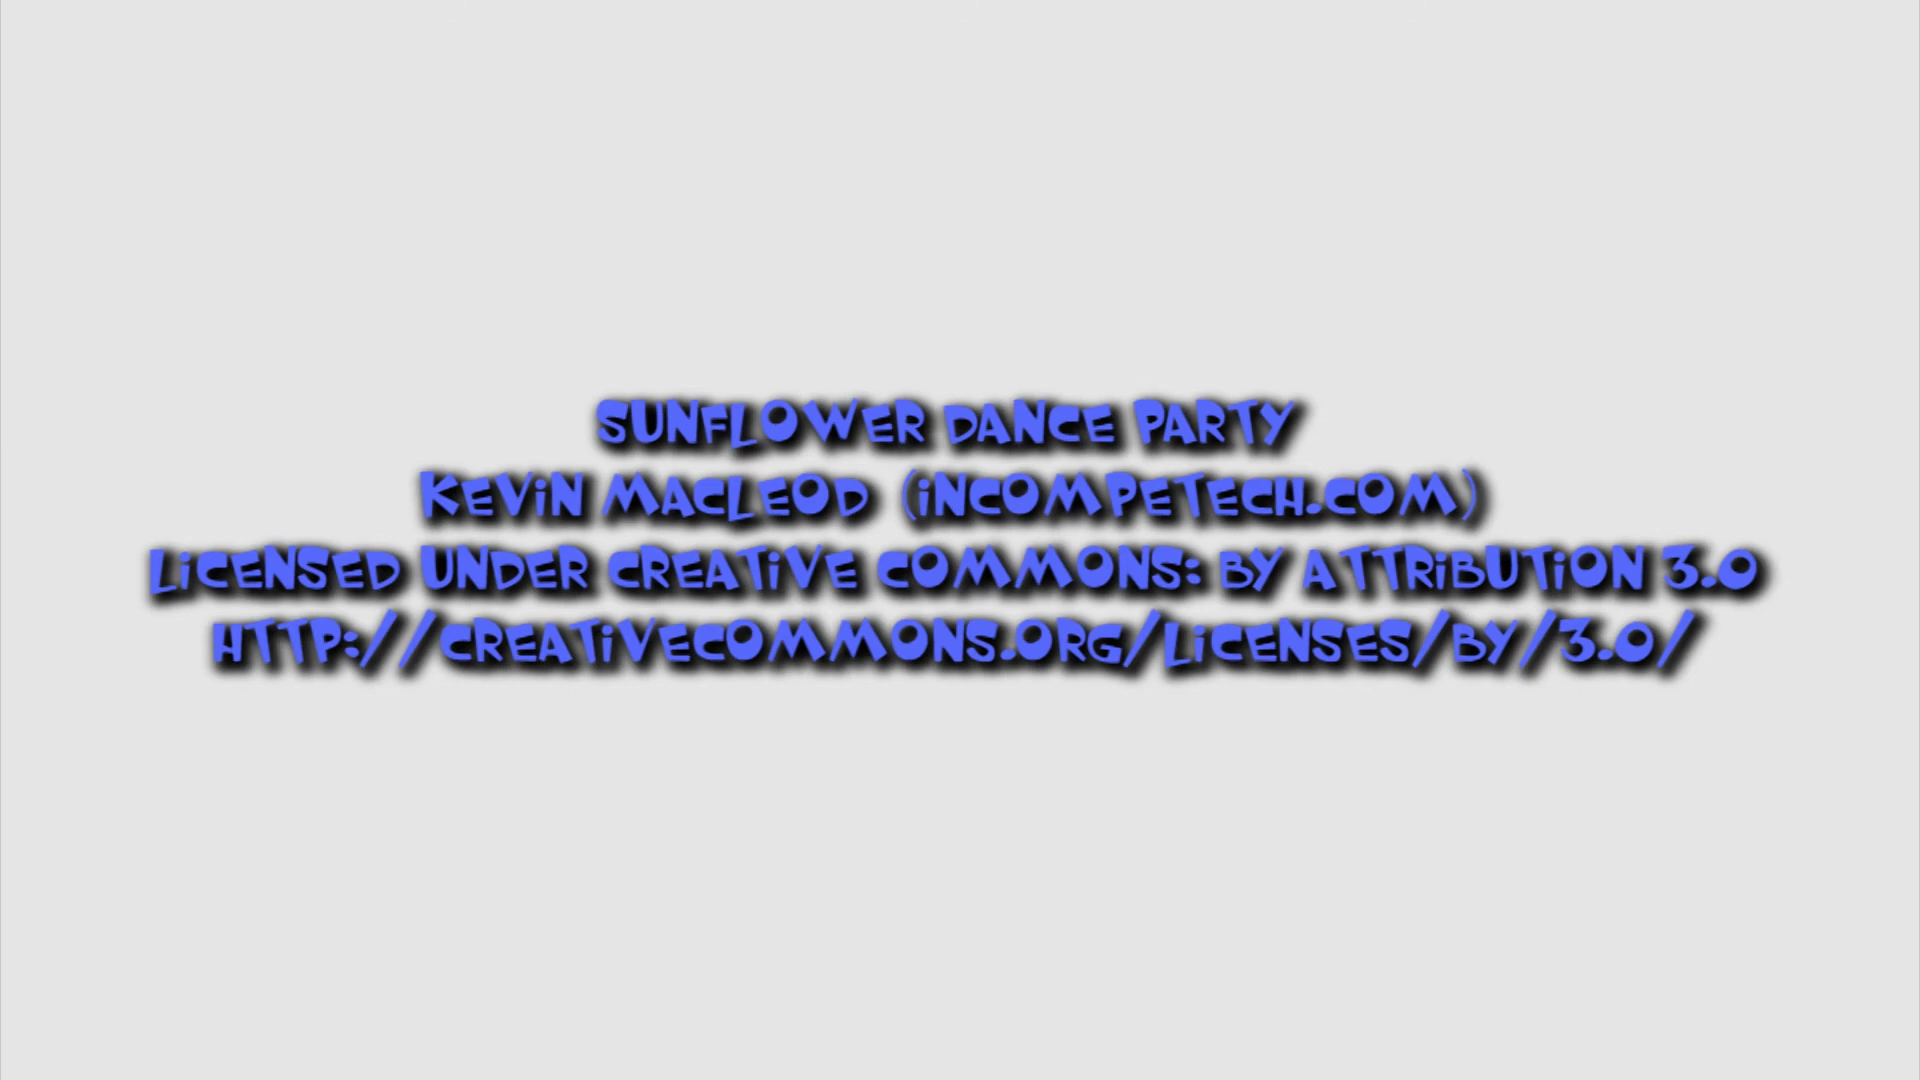 SUNFLOWER DANCE PARTY
KEViN MACLEOD (iNCOMPETECH.COM)
LiCENSED UNDER CREATiVE COMMONS: BY ATTRiBUTiON 3.0
HTTP://CREATiVECOMMONS.ORG/LiCENSES/BY/3.0/